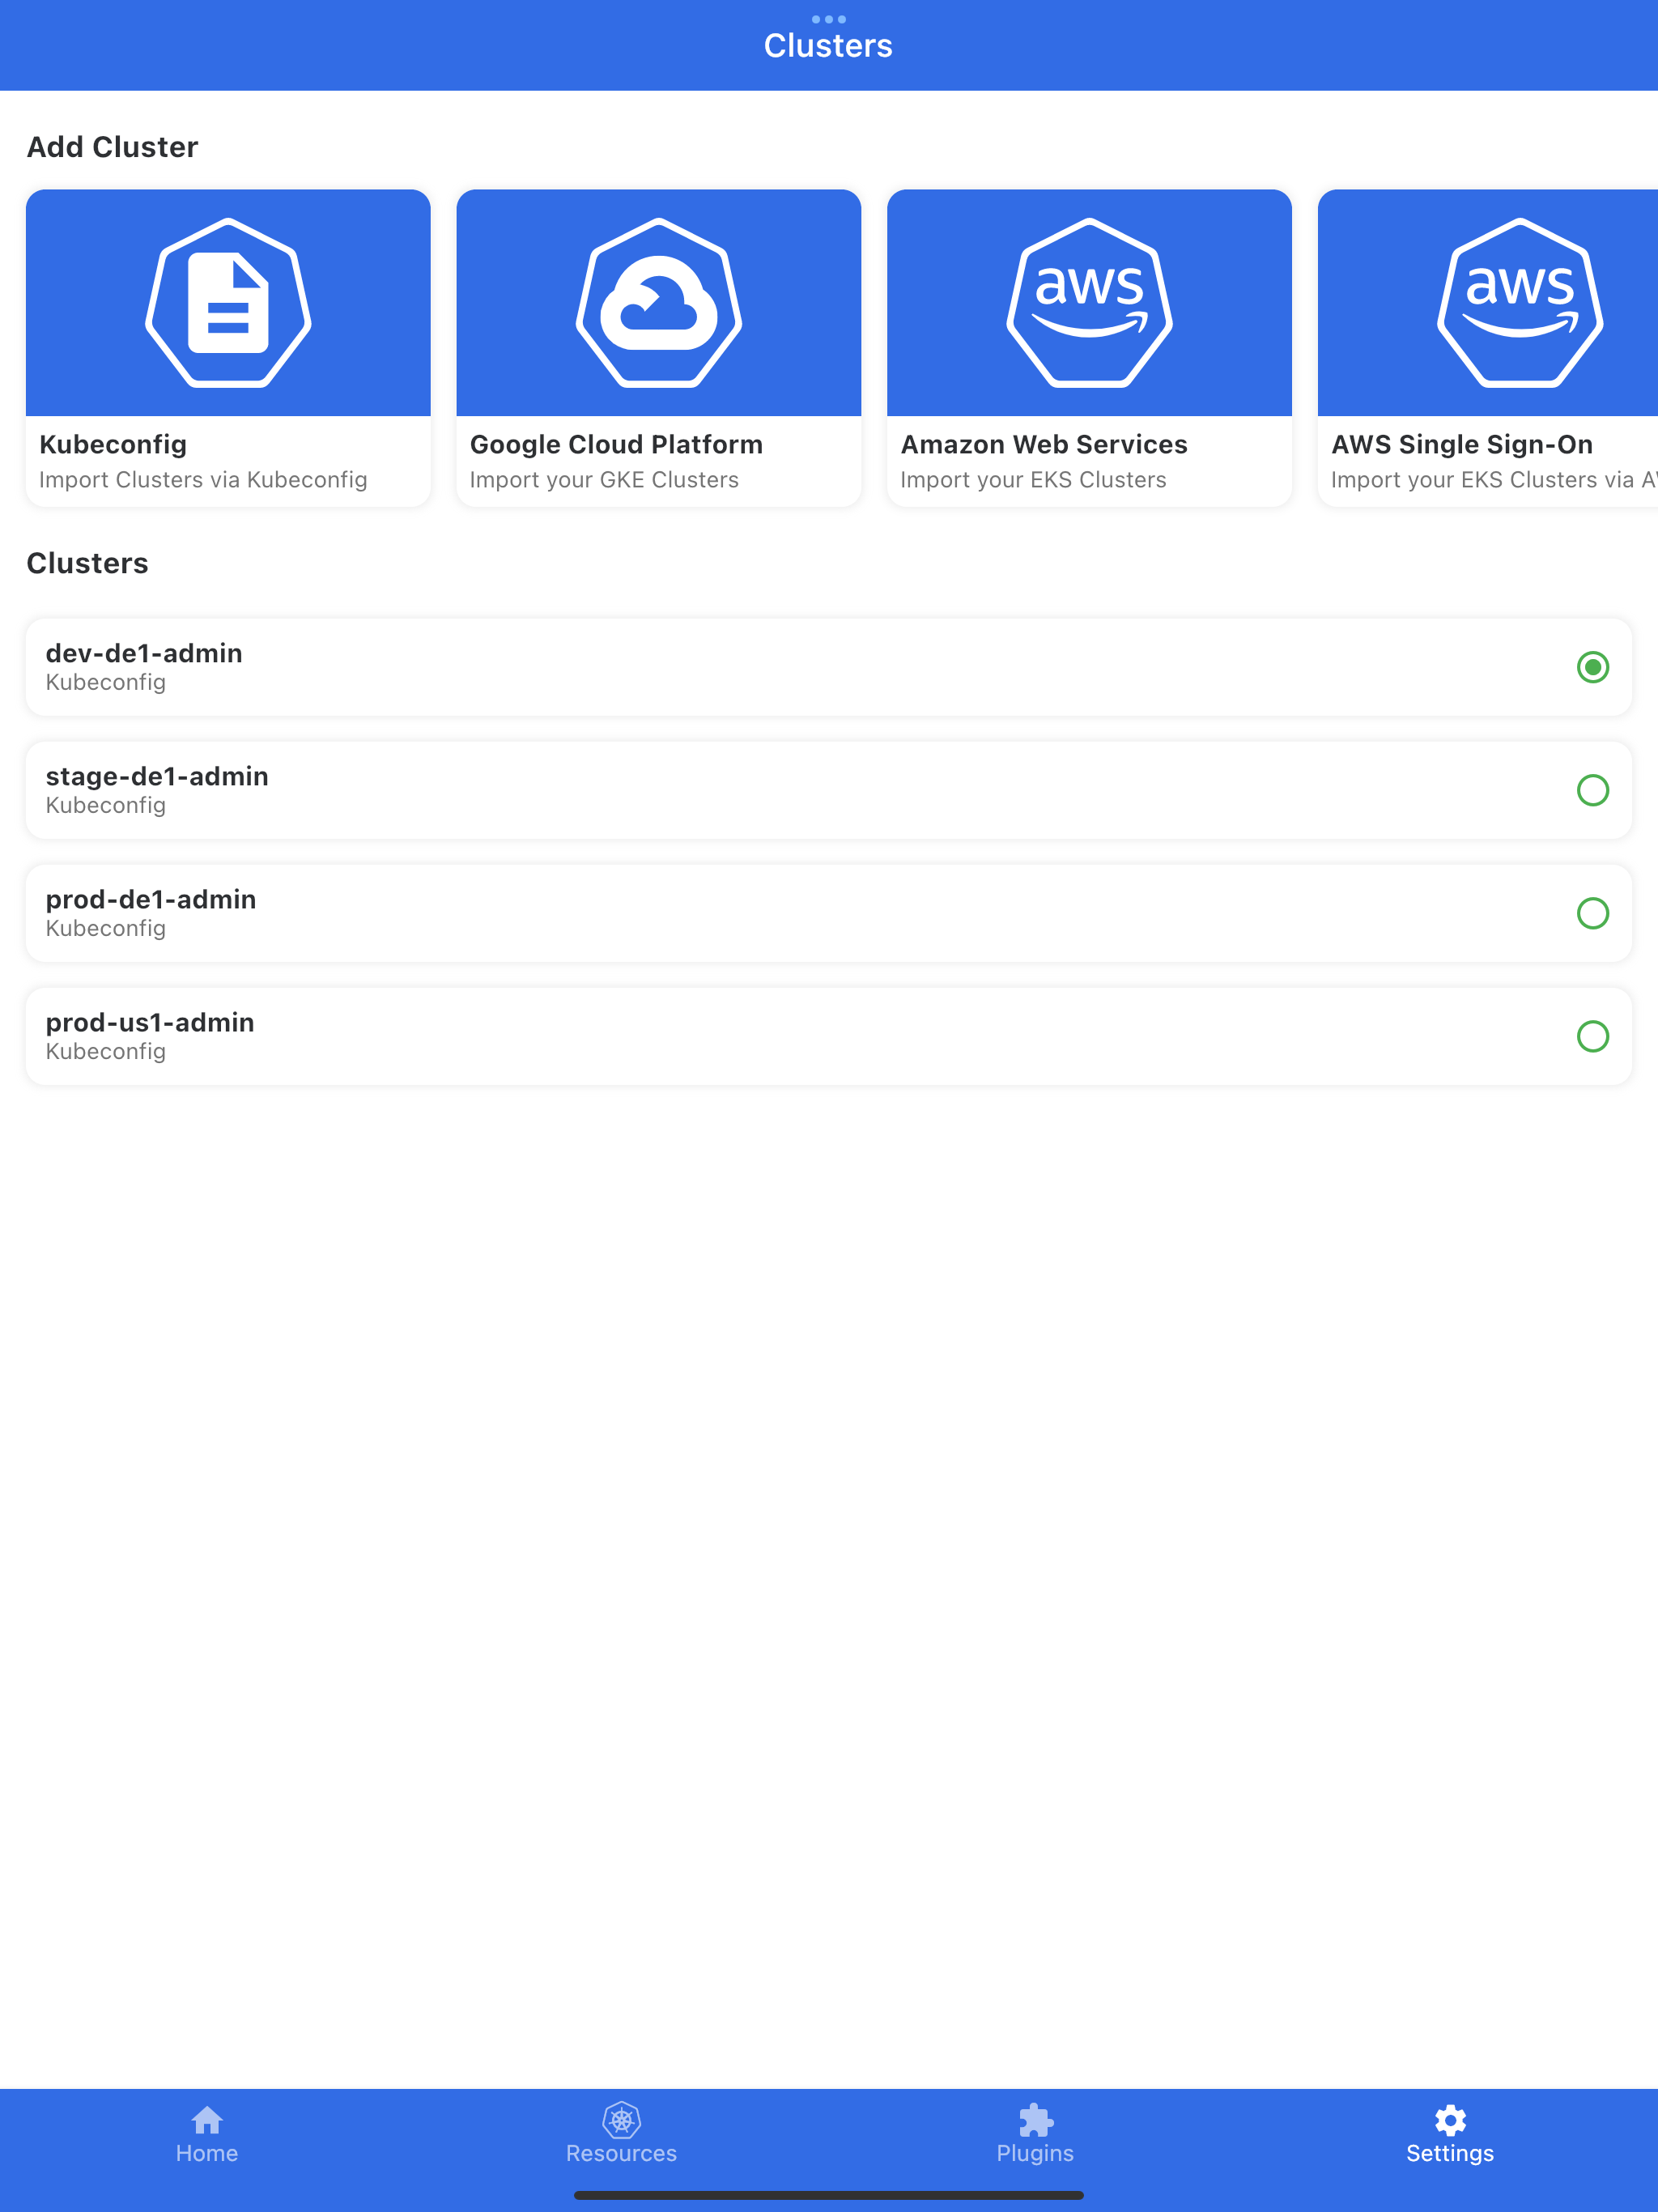 Clusters
Add Cluster
aws
aws
Kubeconfig
Import Clusters via Kubeconfig
Google Cloud Platform
Import your GKE Clusters
Amazon Web Services
Import your EKS Clusters
AWS Single Sign-On
Import your EKS Clusters via
Clusters
dev-de1-admin
Kubeconfig
stage-de1-admin
Kubeconfig
prod-de1-admin
Kubeconfig
prod-us1-admin
Kubeconfig
Home
Resources
Plugins
Settings